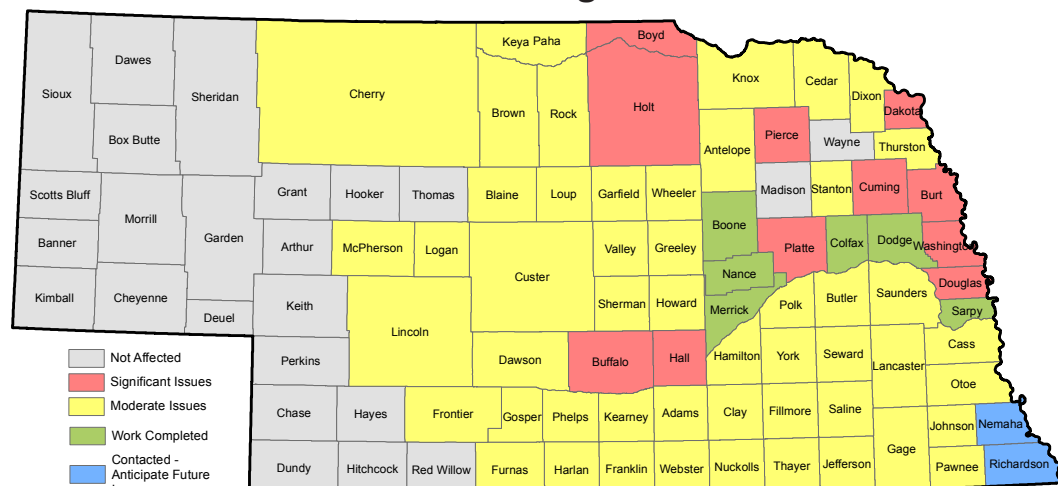 Boyd
Keya Paha
Dawes
Knox
Cedar
Sioux
Sheridan
Cherry
Dixon
Holt
Brown
Rock
Dakota
Box Butte
Pierce
Wayne
Antelope
Thurston
Scotts Bluff
Grant
Hooker
Thomas
Blaine
Loup
Garfield
Wheeler
Madison
Stanton
Cuming
Burt
Morrill
Garden
Boone
Banner
Arthur
McPherson
Logan
Valley
Greeley
Platte
Colfax
Dodge
Washington
Custer
Nance
Kimball
Cheyenne
Keith
Sherman
Howard
Merrick
Polk
Butler
Saunders
Douglas
Deuel
Lincoln
Sarpy
Perkins
Dawson
Buffalo
Hall
Hamilton
York
Seward
Lancaster
Cass
Otoe
Chase
Hayes
Frontier
Gosper
Phelps
Kearney
Adams
Clay
Fillmore
Saline
Johnson
Nemaha
Gage
Dundy
Hitchcock
Red Willow
Furnas
Harlan
Franklin
Webster
Nuckolls
Thayer
Jefferson
Pawnee
Richardson
Not Affected
Significant Issues
Moderate Issues
Work Completed
Contacted -
Anticipate Future